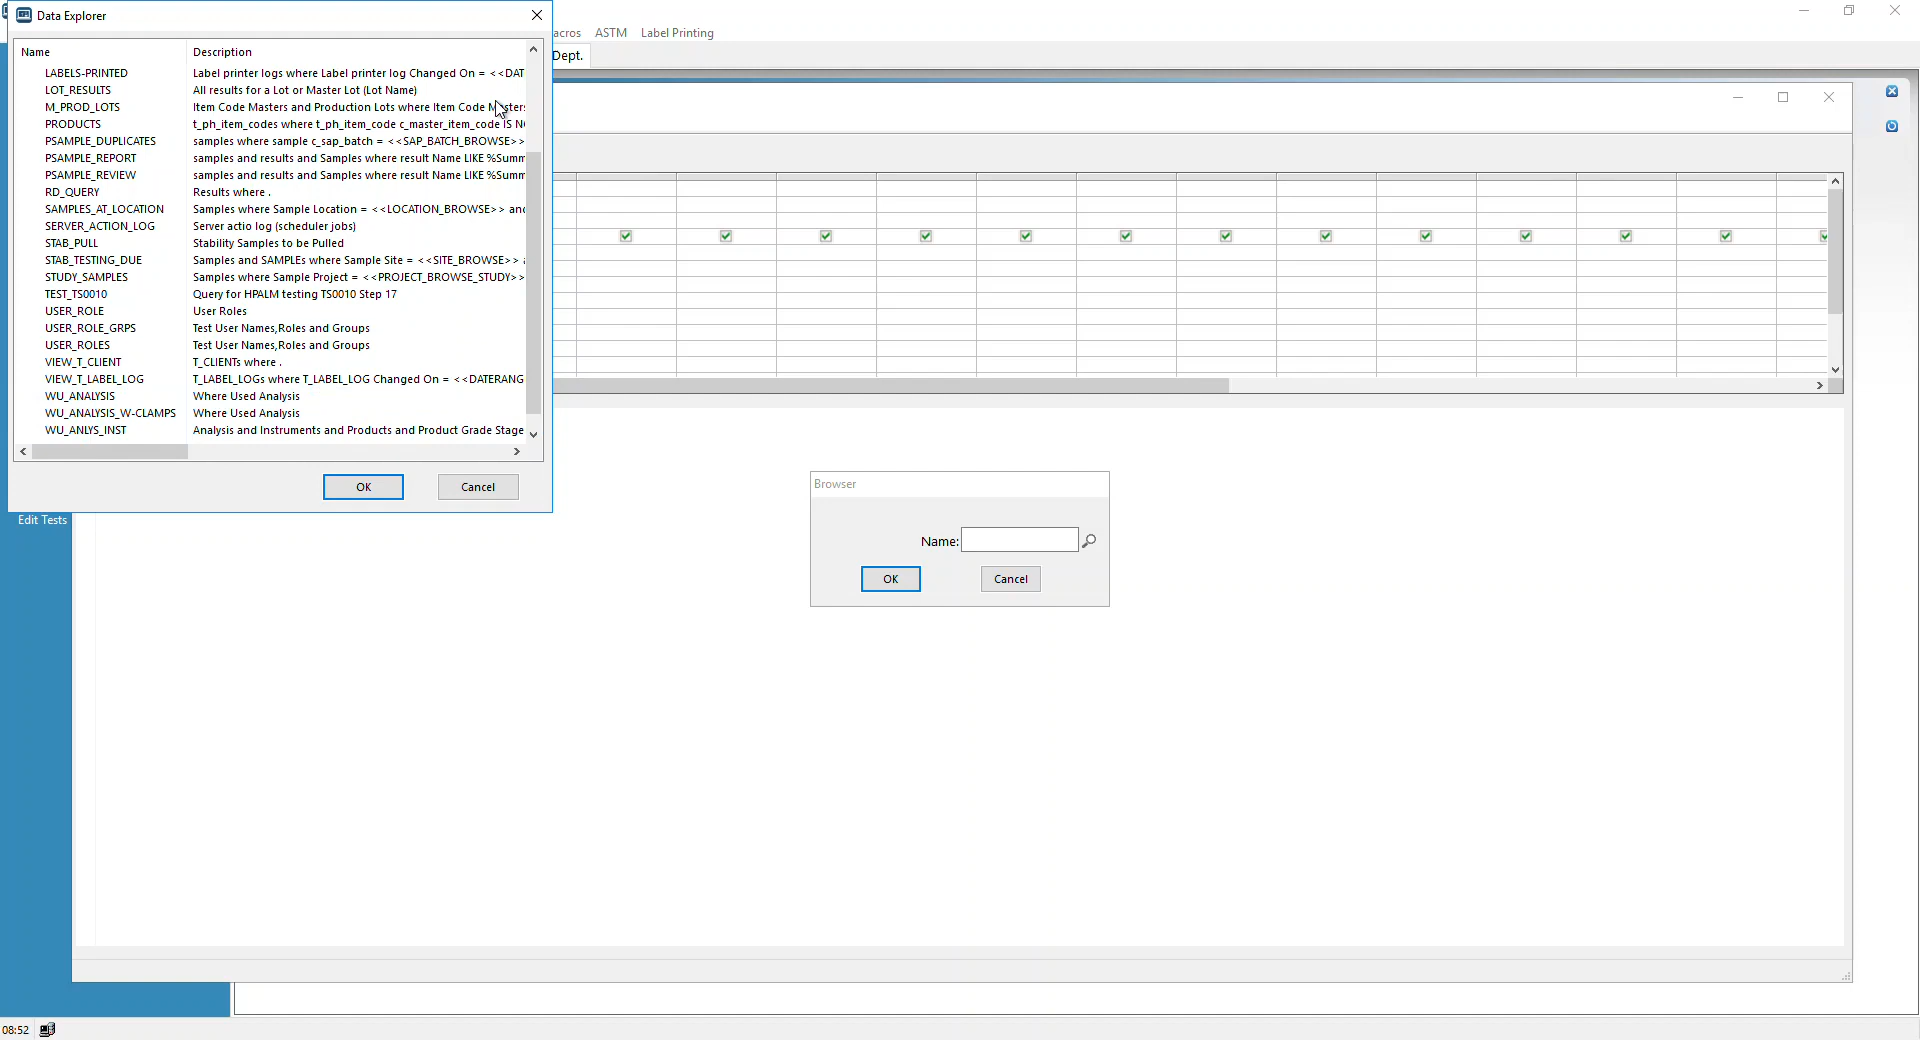 Data Explorer
acros ASTM Label Printing
Dept.
Name Description
LABELS-PRINTED Label printer logs where Label printer log Changed On = <<DAT
LOT_RESULTS All results for a Lot or Master Lot (Lot Name)
M_PROD_LOTS Item Code Masters and Production Lots where Item Code Masters
PRODUCTS t_ph_item_codes where t_ph_item_code c_master_item_code IS N
PSAMPLE_DUPLICATES samples where sample c_sap_batch = <<SAP_BATCH_BROWSE>>
PSAMPLE_REPORT samples and results and Samples where result Name LIKE %Summ
PSAMPLE_REVIEW samples and results and Samples where result Name LIKE %Summ
RD_QUERY Results where .
SAMPLES_AT_LOCATION Samples where Sample Location = <<LOCATION_BROWSE>> and
SERVER_ACTION_LOG Server actio log (scheduler jobs)
STAB_PULL Stability Samples to be Pulled
STAB_TESTING_DUE Samples and SAMPLEs where Sample Site = <<SITE_BROWSE>>
STUDY_SAMPLES Samples where Sample Project = <<PROJECT_BROWSE_STUDY>>
TEST_TS0010 Query for HPALM testing TS0010 Step 17
USER_ROLE User Roles
USER_ROLE_GRPS Test User Names,Roles and Groups
USER_ROLES Test User Names,Roles and Groups
VIEW_T_CLIENT T_CLIENTs where .
VIEW_T_LABEL_LOG T_LABEL_LOGs where T_LABEL_LOG Changed On = <<DATERANG
WU_ANALYSIS Where Used Analysis
WU_ANALYSIS_W-CLAMPS Where Used Analysis
WU_ANLYS_INST Analysis and Instruments and Products and Product Grade Stage
OK Cancel
Edit Tests
Browser
Name:
OK Cancel
08:52